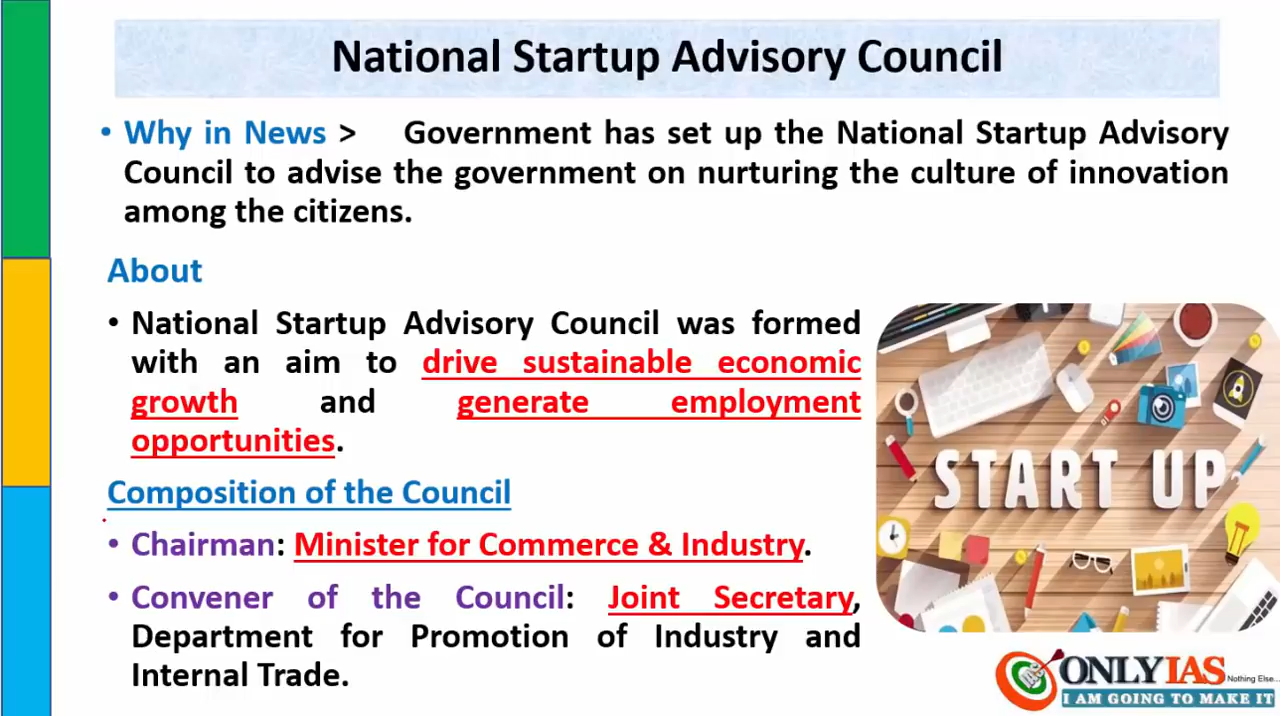 National Startup Advisory Council
• Why in News > Government has set up the National Startup Advisory
Council to advise the government on nurturing the culture of innovation
among the citizens.
About
• National Startup Advisory Council was formed
with an aim to drive sustainable economic
growth and generate employment
opportunities.
Composition of the Council
• Chairman: Minister for Commerce & Industry.
• Convener of the Council: Joint Secretary,
Department for Promotion of Industry and
Internal Trade.
START UP
IAS
ONLYIAS Nothing Else...
I AM GOING TO MAKE IT